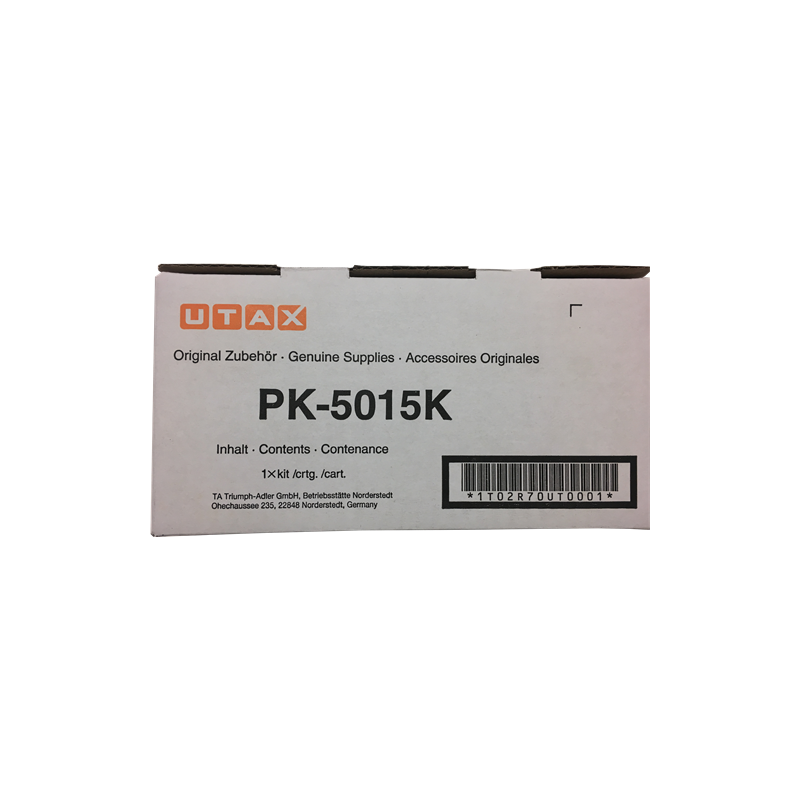 UTAX
Original Zubehör · Genuine Supplies · Accessoires Originales
PK-5015K
Inhalt · Contents · Contenance
1×kit /crtg. /cart.
TA Triumph-Adler GmbH, Betriebsstätte Norderstedt
Ohechaussee 235, 22848 Norderstedt, Germany
*1T02R70UT0001*